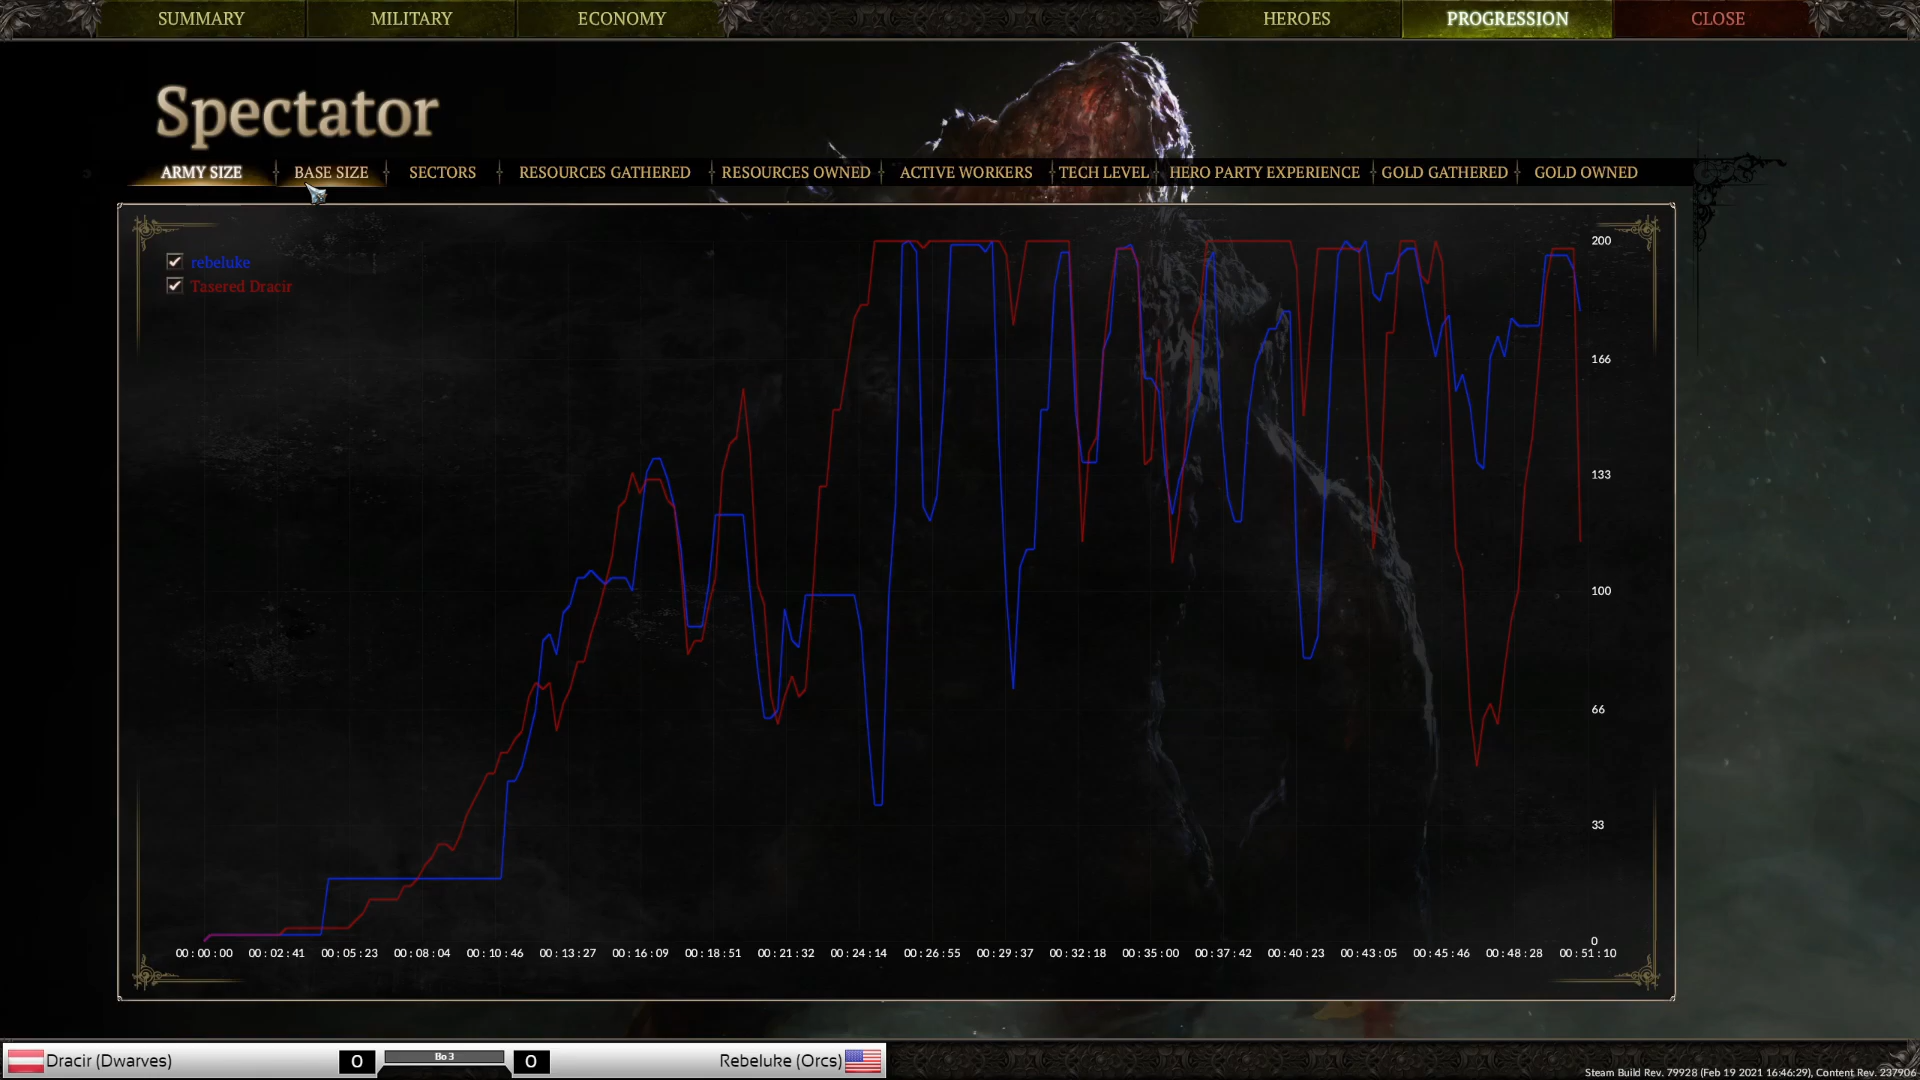 SUMMARY MILITARY ECONOMY HEROES PROGRESSION CLOSE
Spectator
ARMY SIZE BASE SIZE SECTORS RESOURCES GATHERED RESOURCES OWNED ACTIVE WORKERS TECH LEVEL HERO PARTY EXPERIENCE GOLD GATHERED GOLD OWNED
rebeluke
Tasered Dracir
200
166
133
100
66
33
0
00:00:00 00:02:41 00:05:23 00:08:04 00:10:46 00:13:27 00:16:09 00:18:51 00:21:32 00:24:14 00:26:55 00:29:37 00:32:18 00:35:00 00:37:42 00:40:23 00:43:05 00:45:46 00:48:28 00:51:10
Dracir (Dwarves) 0 Bo3 0 Rebeluke (Orcs)
Steam Build Rev. 79928 (Feb 19 2021 16:46:29), Content Rev. 237906